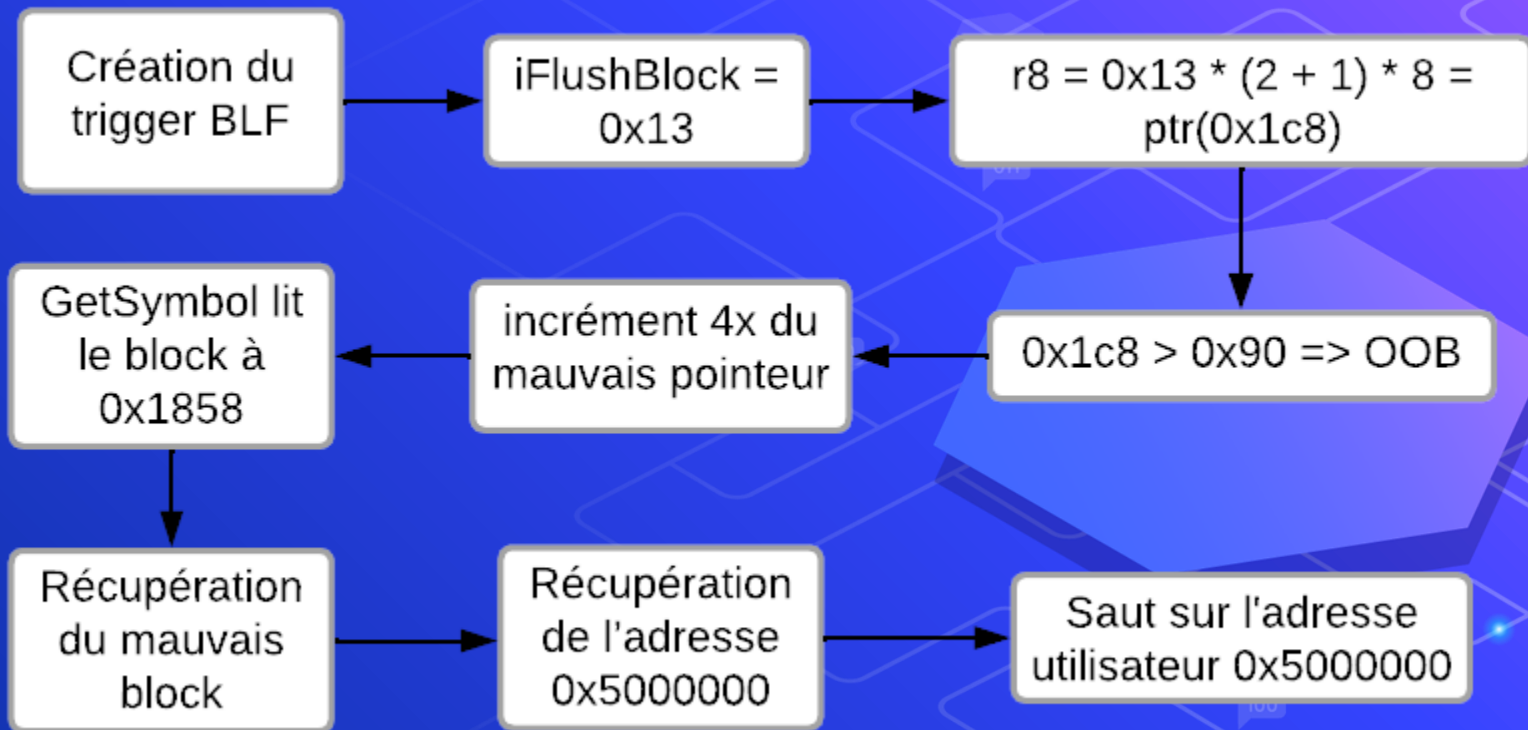 Création du
trigger BLF
iFlushBlock =
0x13
r8 = 0x13 * (2 + 1) * 8 =
ptr(0x1c8)
0x1c8 > 0x90 => OOB
incrément 4x du
mauvais pointeur
GetSymbol lit
le block à
0x1858
Récupération
du mauvais
block
Récupération
de l'adresse
0x5000000
Saut sur l'adresse
utilisateur 0x5000000